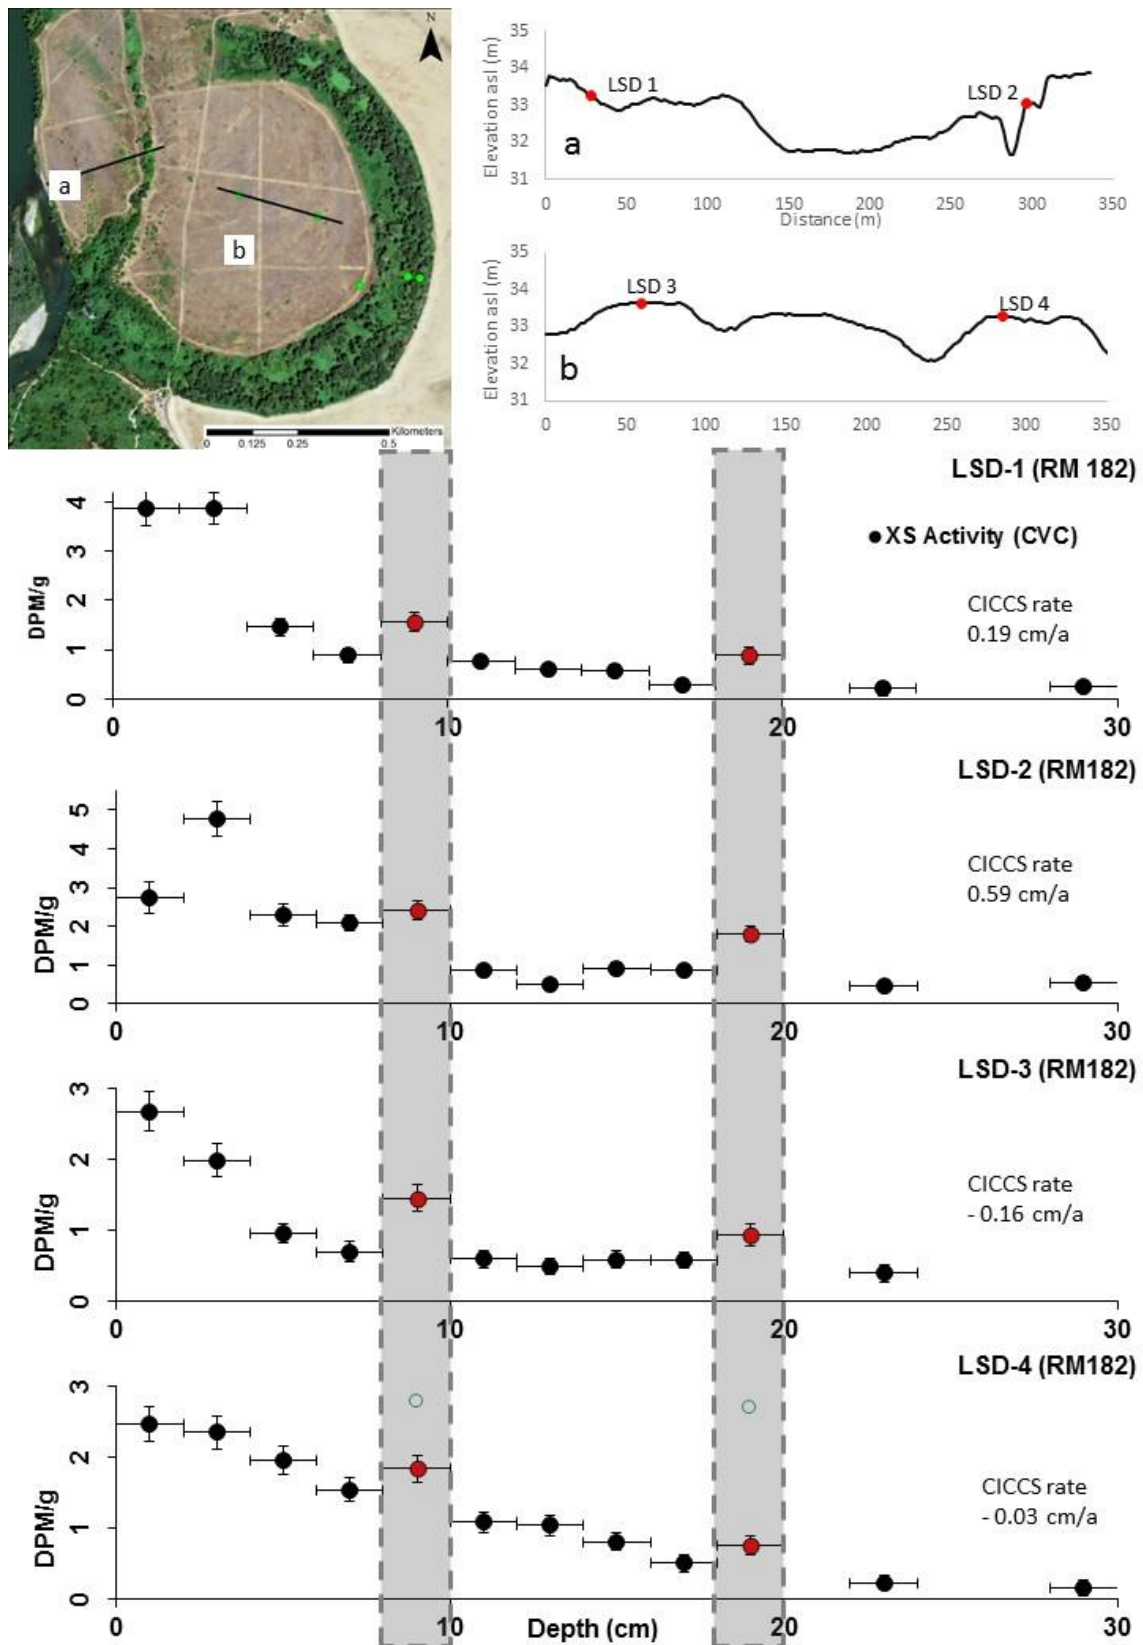 N
a
b
Kilometers
0 0.125 0.25 0.5
35
34
33
32
31
Elevation asl (m)
LSD 1
LSD 2
a
0 50 100 150 200 250 300 350
Distance (m)
35
34
33
32
31
Elevation asl (m)
LSD 3
LSD 4
b
0 50 100 150 200 250 300 350
LSD-1 (RM 182)
XS Activity (CVC)
CICCS rate
0.19 cm/a
DPM/g
4
3
2
1
0
0 10 20 30
LSD-2 (RM182)
CICCS rate
0.59 cm/a
DPM/g
5
4
3
2
1
0
0 10 20 30
LSD-3 (RM182)
CICCS rate
- 0.16 cm/a
DPM/g
3
2
1
0
0 10 20 30
LSD-4 (RM182)
CICCS rate
- 0.03 cm/a
DPM/g
3
2
1
0
0 10 20 30
Depth (cm)